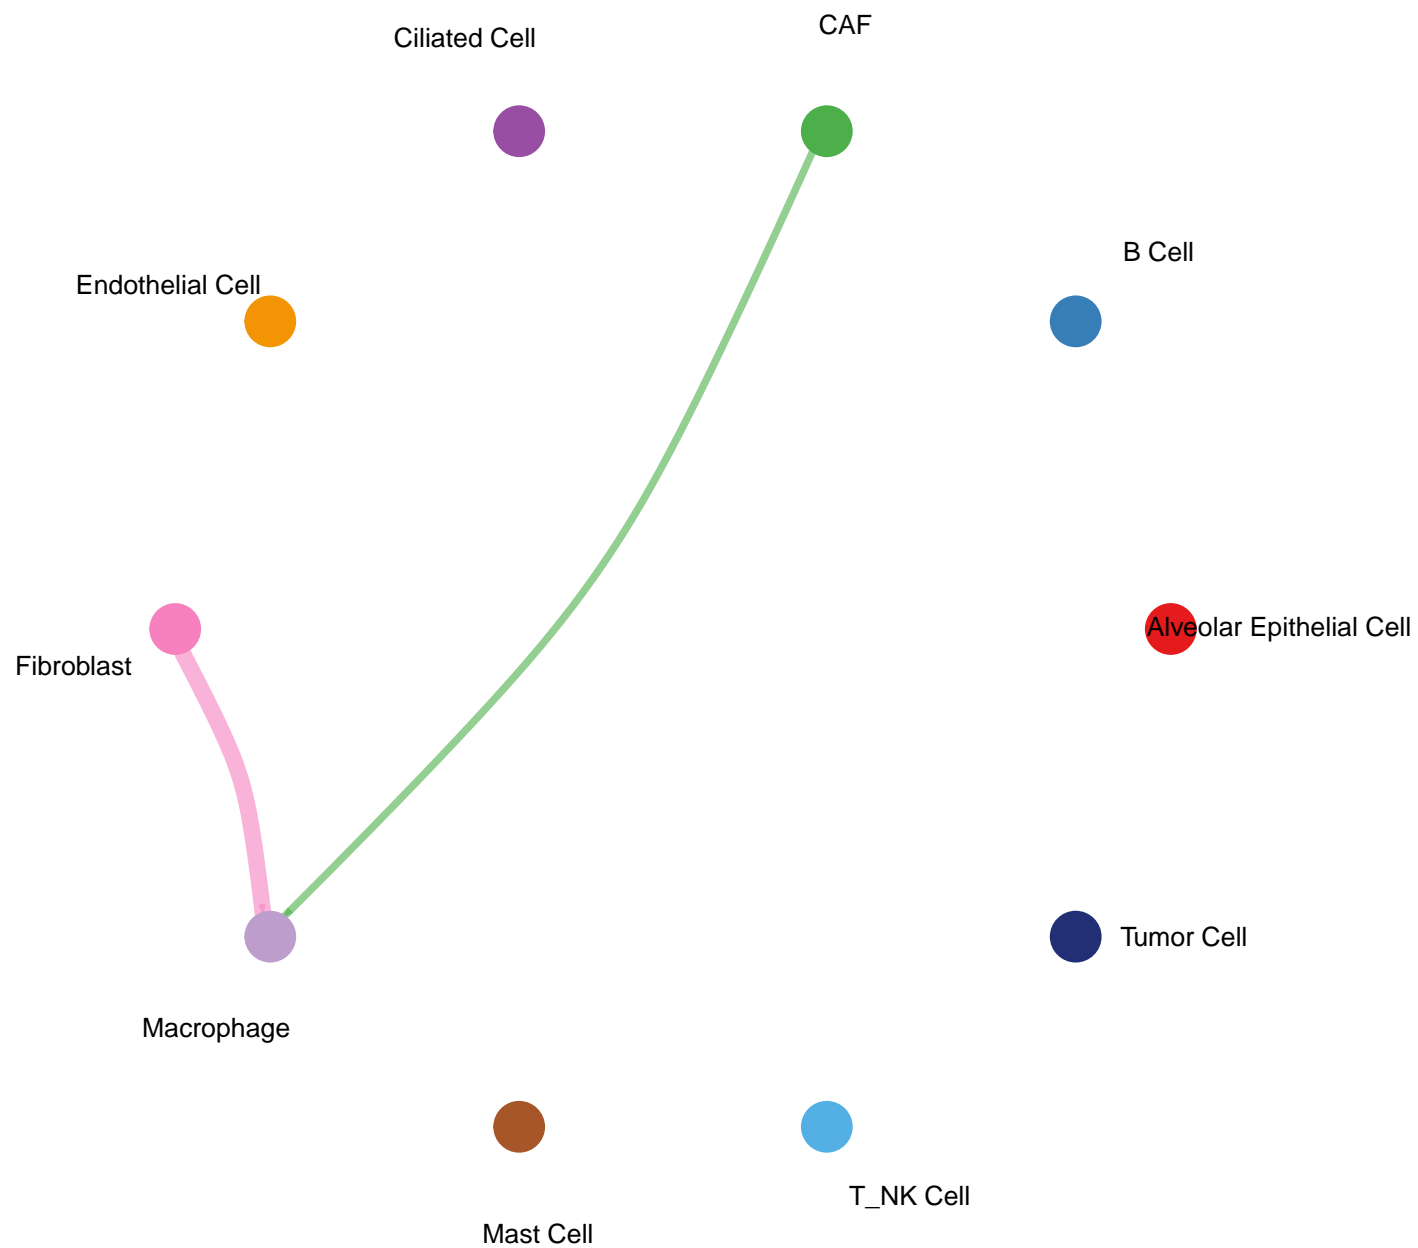 CAF
Ciliated Cell
B Cell
Endothelial Cell
Alveolar Epithelial Cell
Fibroblast
Tumor Cell
Macrophage
T_NK Cell
Mast Cell